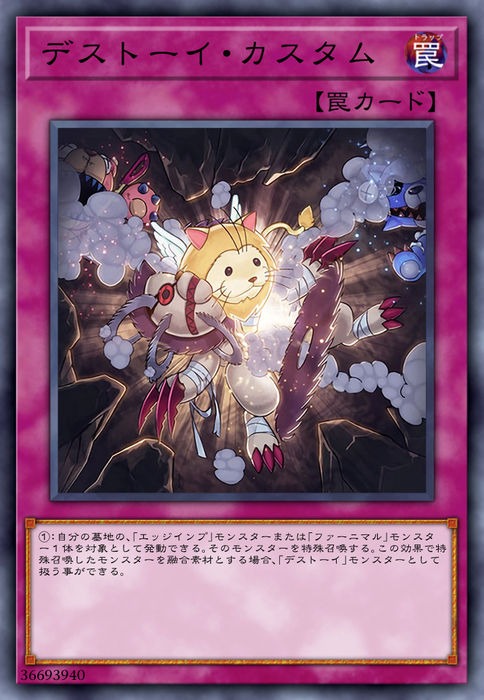 デストーイ・カスタム
トラップ
罠
【罠カード】
①:自分の墓地の、「エッジインプ」モンスターまたは「ファーニマル」モンスタ
ー１体を対象として発動できる。そのモンスターを特殊召喚する。この効果で特
殊召喚したモンスターを融合素材とする場合、「デストーイ」モンスターとして
扱う事ができる。
36693940